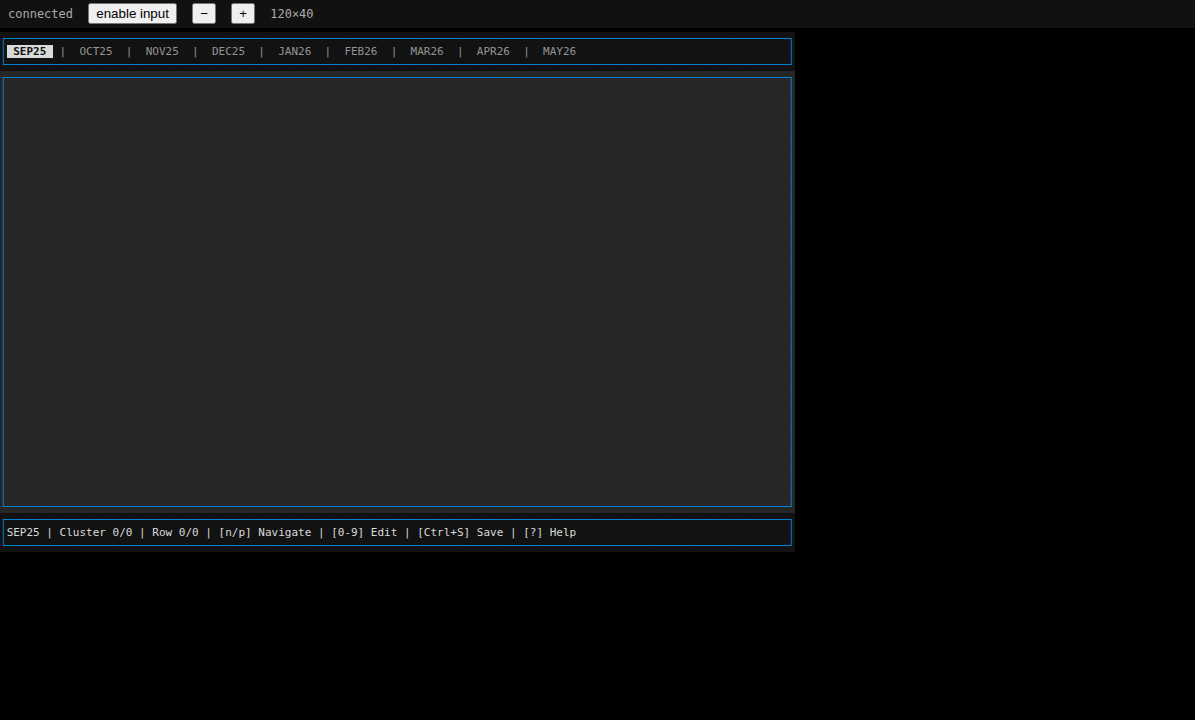 connected enable input − + 120×40
SEP25 | OCT25 | NOV25 | DEC25 | JAN26 | FEB26 | MAR26 | APR26 | MAY26
SEP25 | Cluster 0/0 | Row 0/0 | [n/p] Navigate | [0-9] Edit | [Ctrl+S] Save | [?] Help